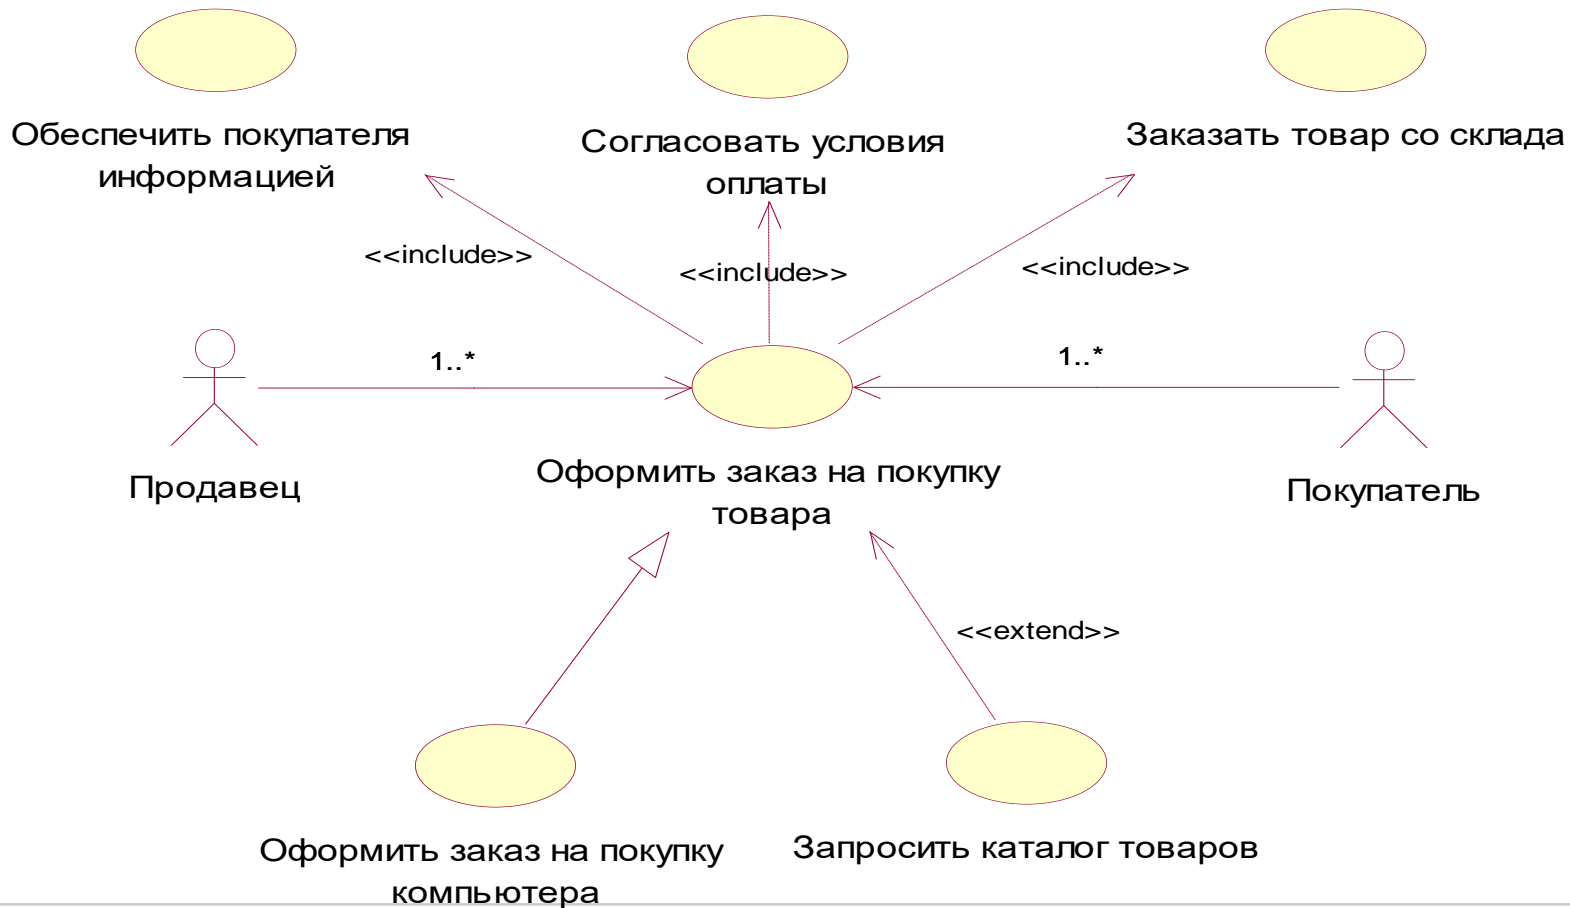 Обеспечить покупателя
информацией
Согласовать условия
оплаты
Заказать товар со склада
<<include>>
<<include>>
<<include>>
1..*
1..*
Продавец
Оформить заказ на покупку
товара
Покупатель
<<extend>>
Оформить заказ на покупку
компьютера
Запросить каталог товаров